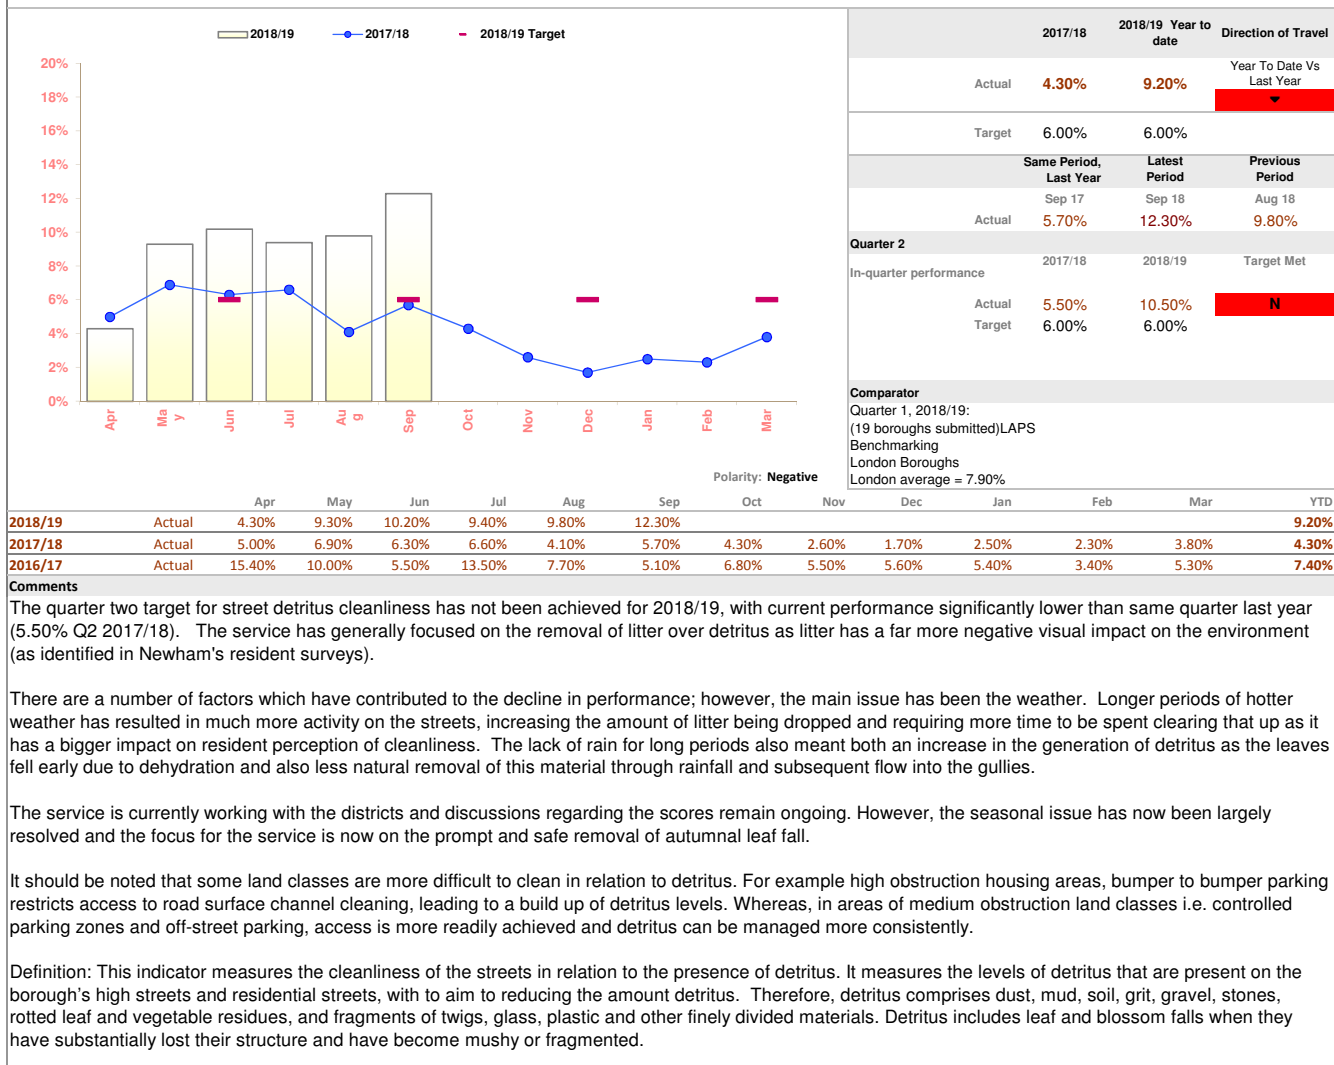 2018/19 2017/18 2018/19 Target
20%
18%
16%
14%
12%
10%
8%
6%
4%
2%
0%
Apr
Ma y
Jun
Jul
Au g
Sep
Oct
Nov
Dec
Jan
Feb
Mar
Polarity: Negative
2017/18 2018/19 Year to date Direction of Travel
Year To Date Vs
Last Year
Actual 4.30% 9.20%
Target 6.00% 6.00%
Same Period, Last Year Latest Period Previous Period
Sep 17 Sep 18 Aug 18
Actual 5.70% 12.30% 9.80%
Quarter 2
2017/18 2018/19 Target Met
In-quarter performance
Actual 5.50% 10.50% N
Target 6.00% 6.00%
Comparator
Quarter 1, 2018/19:
(19 boroughs submitted)LAPS
Benchmarking
London Boroughs
London average = 7.90%
Apr May Jun Jul Aug Sep Oct Nov Dec Jan Feb Mar YTD
2018/19 Actual 4.30% 9.30% 10.20% 9.40% 9.80% 12.30% 9.20%
2017/18 Actual 5.00% 6.90% 6.30% 6.60% 4.10% 5.70% 4.30% 2.60% 1.70% 2.50% 2.30% 3.80% 4.30%
2016/17 Actual 15.40% 10.00% 5.50% 13.50% 7.70% 5.10% 6.80% 5.50% 5.60% 5.40% 3.40% 5.30% 7.40%
Comments
The quarter two target for street detritus cleanliness has not been achieved for 2018/19, with current performance significantly lower than same quarter last year
(5.50% Q2 2017/18). The service has generally focused on the removal of litter over detritus as litter has a far more negative visual impact on the environment
(as identified in Newham's resident surveys).
There are a number of factors which have contributed to the decline in performance; however, the main issue has been the weather. Longer periods of hotter
weather has resulted in much more activity on the streets, increasing the amount of litter being dropped and requiring more time to be spent clearing that up as it
has a bigger impact on resident perception of cleanliness. The lack of rain for long periods also meant both an increase in the generation of detritus as the leaves
fell early due to dehydration and also less natural removal of this material through rainfall and subsequent flow into the gullies.
The service is currently working with the districts and discussions regarding the scores remain ongoing. However, the seasonal issue has now been largely
resolved and the focus for the service is now on the prompt and safe removal of autumnal leaf fall.
It should be noted that some land classes are more difficult to clean in relation to detritus. For example high obstruction housing areas, bumper to bumper parking
restricts access to road surface channel cleaning, leading to a build up of detritus levels. Whereas, in areas of medium obstruction land classes i.e. controlled
parking zones and off-street parking, access is more readily achieved and detritus can be managed more consistently.
Definition: This indicator measures the cleanliness of the streets in relation to the presence of detritus. It measures the levels of detritus that are present on the
borough’s high streets and residential streets, with to aim to reducing the amount detritus. Therefore, detritus comprises dust, mud, soil, grit, gravel, stones,
rotted leaf and vegetable residues, and fragments of twigs, glass, plastic and other finely divided materials. Detritus includes leaf and blossom falls when they
have substantially lost their structure and have become mushy or fragmented.